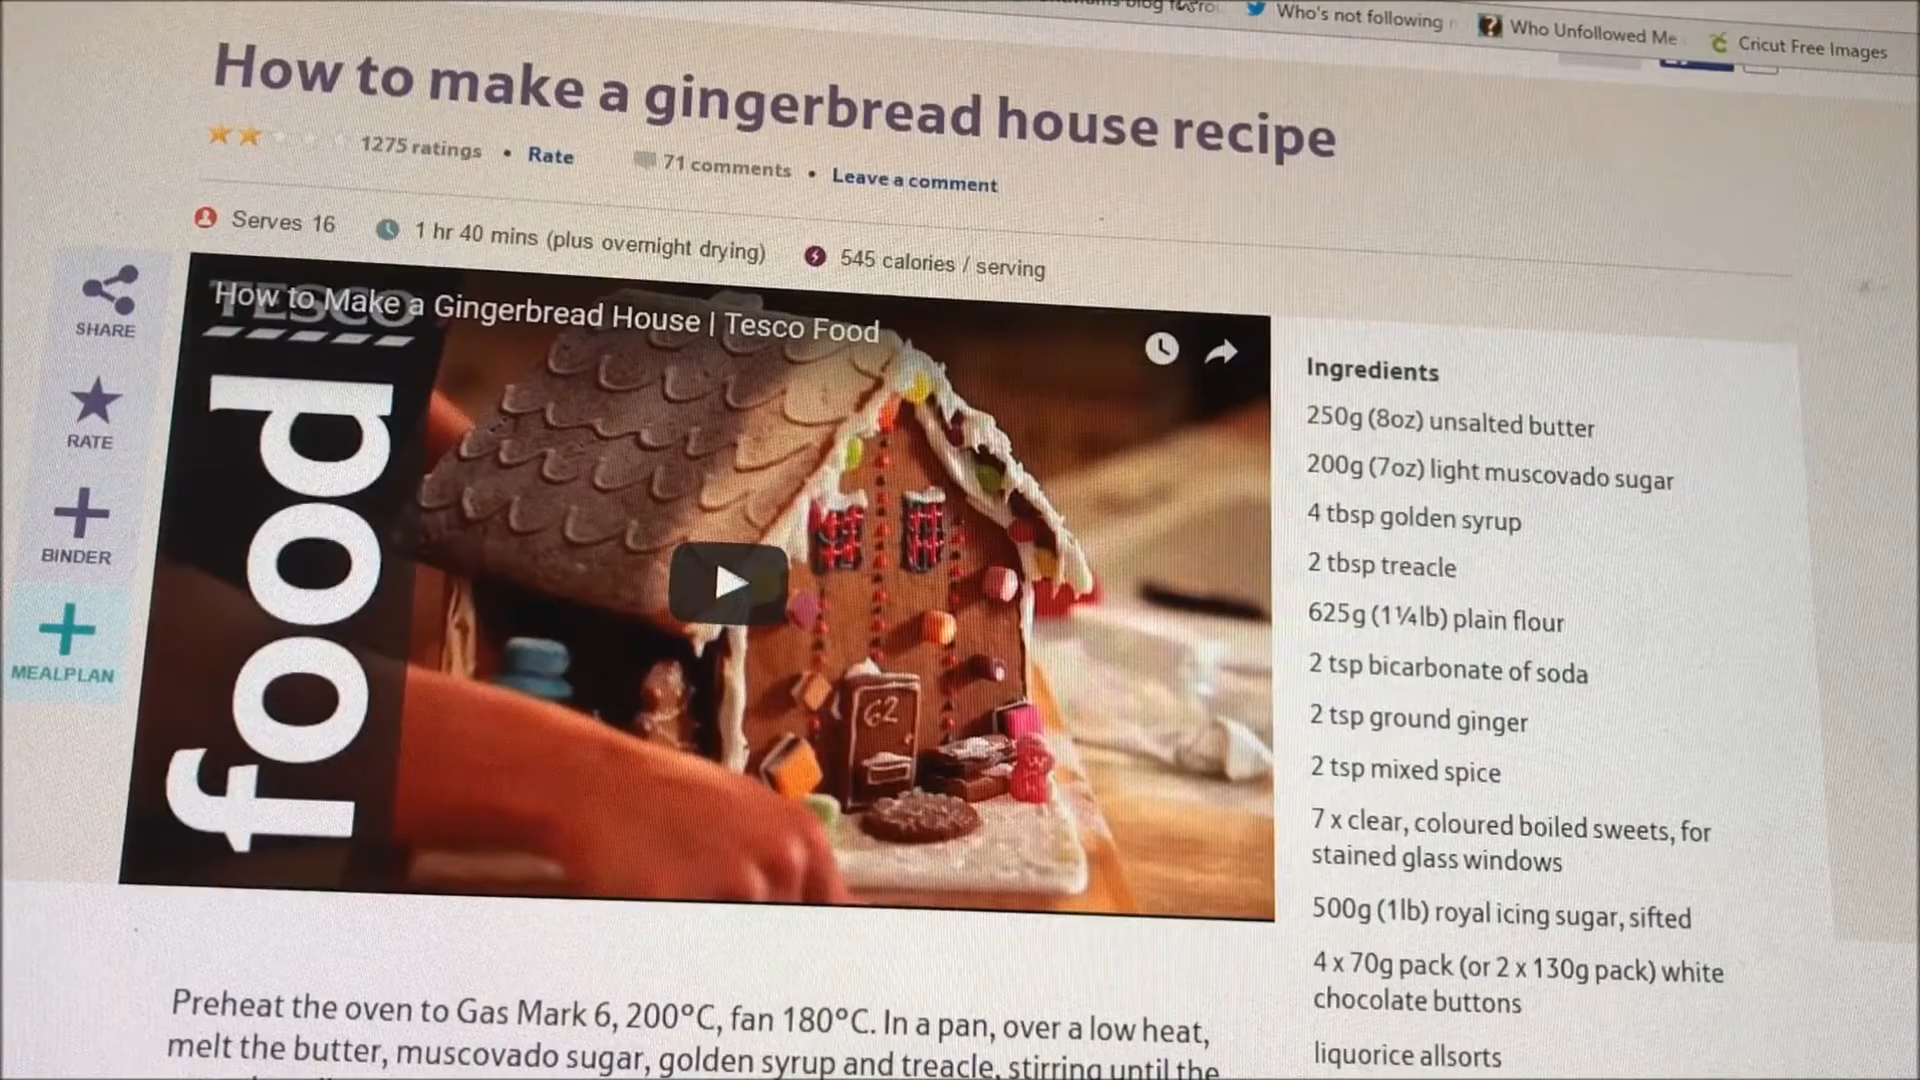 Who's not following
Who Unfollowed Me
Cricut Free Images
How to make a gingerbread house recipe
1275 ratings • Rate
71 comments • Leave a comment
Serves 16
1 hr 40 mins (plus overnight drying)
545 calories / serving
SHARE
RATE
BINDER
MEALPLAN
TESCO
How to Make a Gingerbread House | Tesco Food
food
62
Ingredients
250g (8oz) unsalted butter
200g (7oz) light muscovado sugar
4 tbsp golden syrup
2 tbsp treacle
625g (1¼lb) plain flour
2 tsp bicarbonate of soda
2 tsp ground ginger
2 tsp mixed spice
7 x clear, coloured boiled sweets, for
stained glass windows
500g (1lb) royal icing sugar, sifted
4 x 70g pack (or 2 x 130g pack) white
chocolate buttons
liquorice allsorts
Preheat the oven to Gas Mark 6, 200°C, fan 180°C. In a pan, over a low heat,
melt the butter, muscovado sugar, golden syrup and treacle, stirring until the